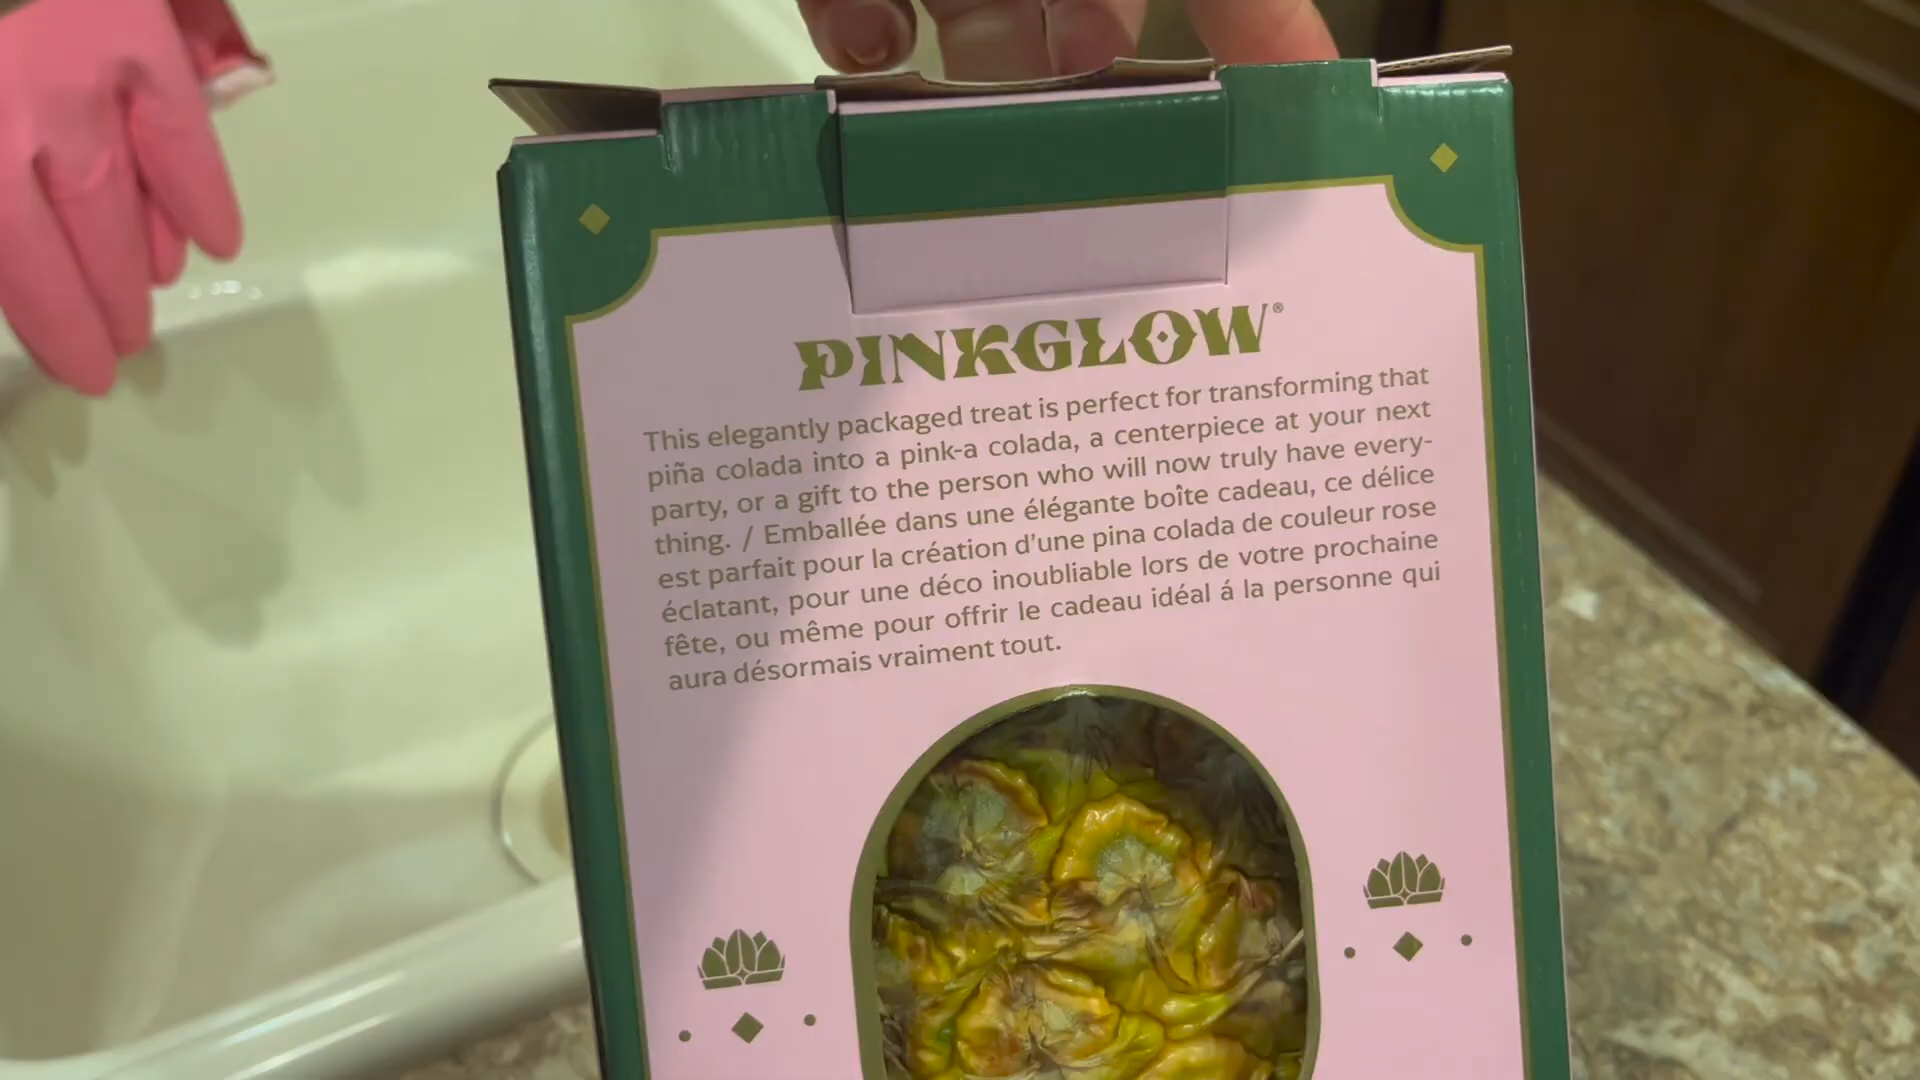 PINKGLOW®
This elegantly packaged treat is perfect for transforming that
piña colada into a pink-a colada, a centerpiece at your next
party, or a gift to the person who will now truly have every-
thing. / Emballée dans une élégante boîte cadeau, ce délice
est parfait pour la création d'une pina colada de couleur rose
éclatant, pour une déco inoubliable lors de votre prochaine
fête, ou même pour offrir le cadeau idéal á la personne qui
aura désormais vraiment tout.